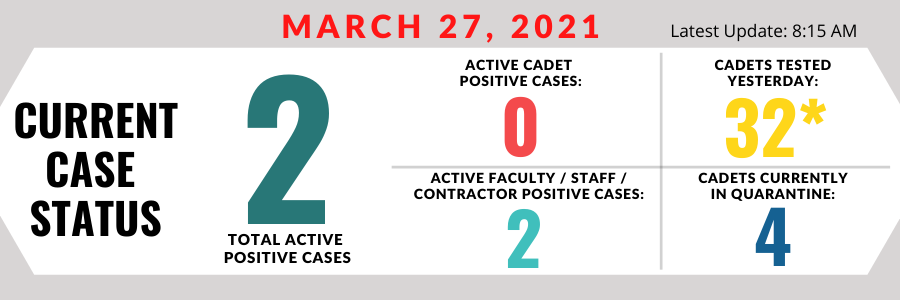 MARCH 27, 2021
Latest Update: 8:15 AM
CURRENT
CASE
STATUS
2
TOTAL ACTIVE
POSITIVE CASES
ACTIVE CADET
POSITIVE CASES:
0
CADETS TESTED
YESTERDAY:
32*
ACTIVE FACULTY / STAFF /
CONTRACTOR POSITIVE CASES:
2
CADETS CURRENTLY
IN QUARANTINE:
4